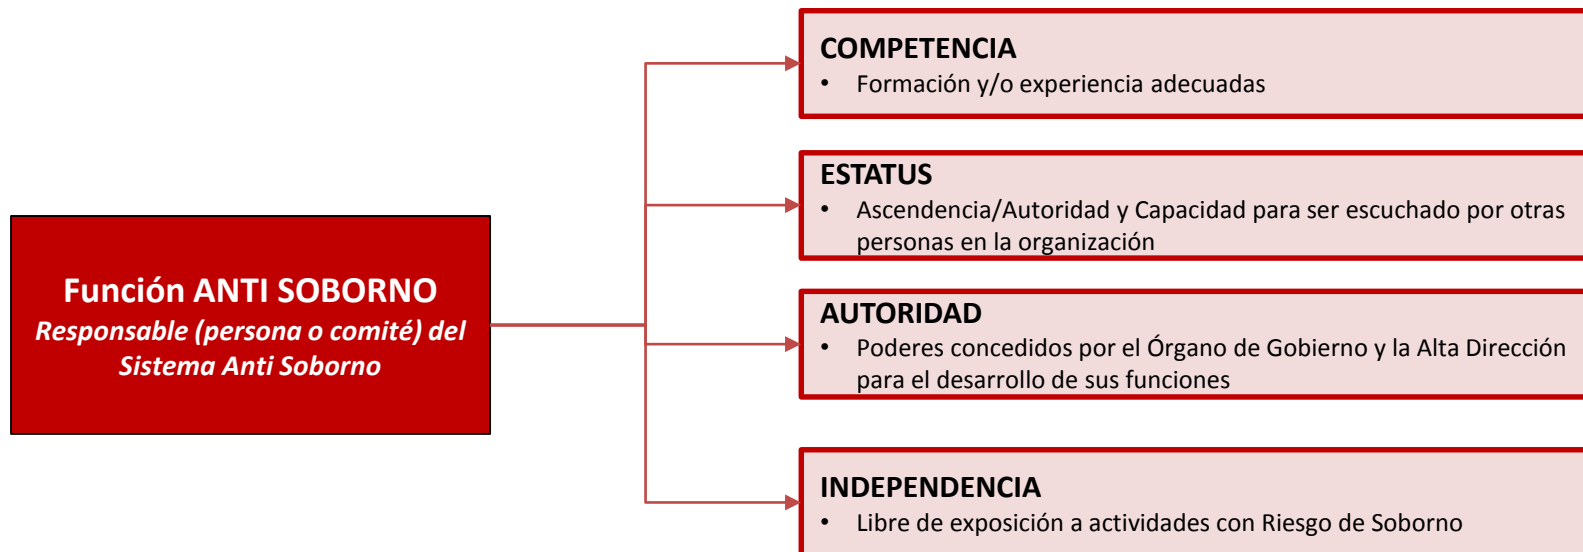 Función ANTI SOBORNO
Responsable (persona o comité) del
Sistema Anti Soborno
COMPETENCIA
• Formación y/o experiencia adecuadas
ESTATUS
• Ascendencia/Autoridad y Capacidad para ser escuchado por otras
personas en la organización
AUTORIDAD
• Poderes concedidos por el Órgano de Gobierno y la Alta Dirección
para el desarrollo de sus funciones
INDEPENDENCIA
• Libre de exposición a actividades con Riesgo de Soborno